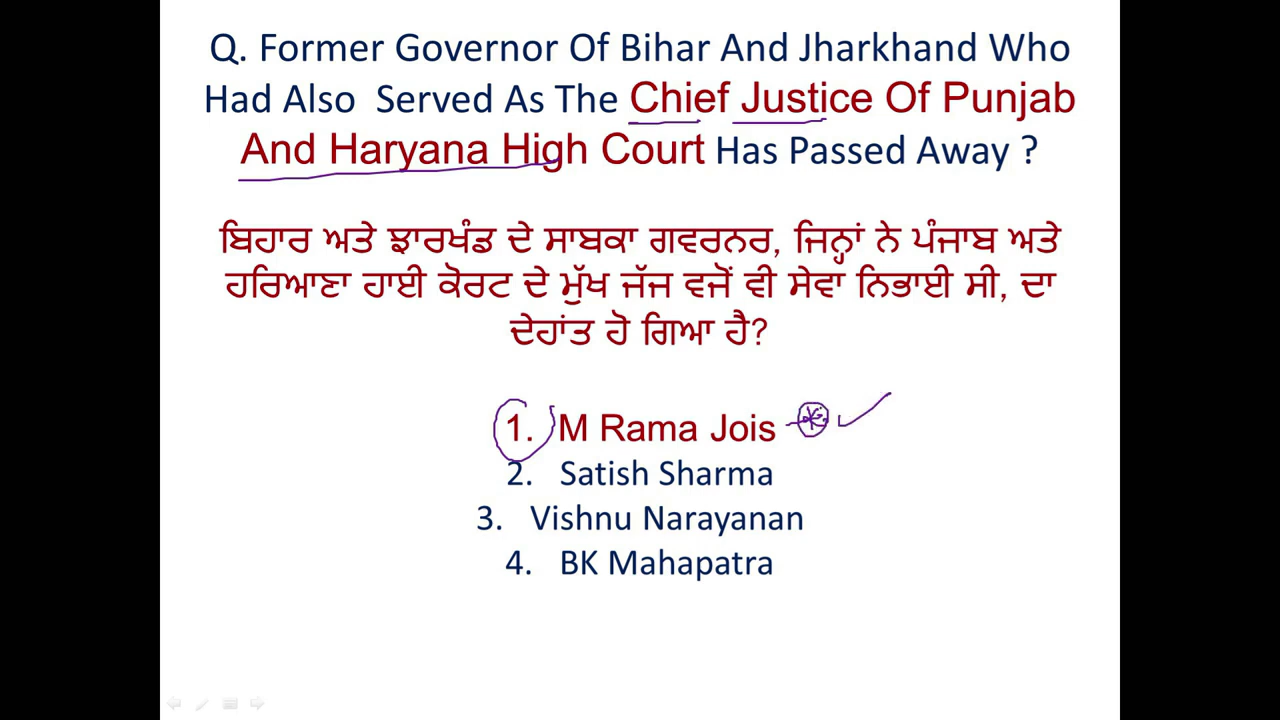 Q. Former Governor Of Bihar And Jharkhand Who
Had Also Served As The Chief Justice Of Punjab
And Haryana High Court Has Passed Away ?
ਬਿਹਾਰ ਅਤੇ ਝਾਰਖੰਡ ਦੇ ਸਾਬਕਾ ਗਵਰਨਰ, ਜਿਨ੍ਹਾਂ ਨੇ ਪੰਜਾਬ ਅਤੇ
ਹਰਿਆਣਾ ਹਾਈ ਕੋਰਟ ਦੇ ਮੁੱਖ ਜੱਜ ਵਜੋਂ ਵੀ ਸੇਵਾ ਨਿਭਾਈ ਸੀ, ਦਾ
ਦੇਹਾਂਤ ਹੋ ਗਿਆ ਹੈ?
1. M Rama Jois
2. Satish Sharma
3. Vishnu Narayanan
4. BK Mahapatra